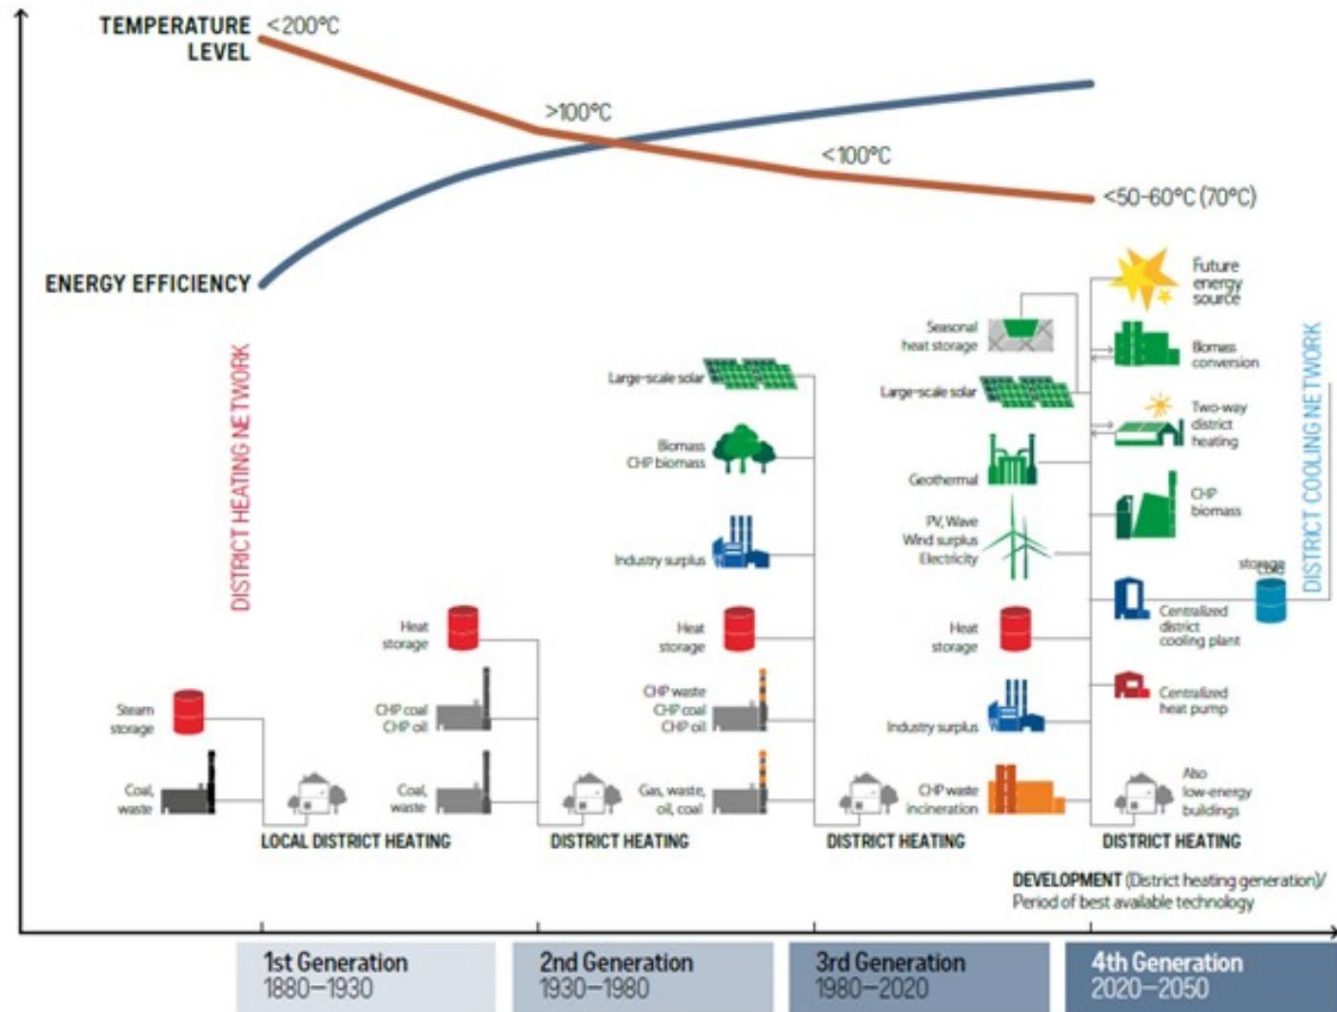 TEMPERATURE
LEVEL
<200°C
>100°C
<100°C
<50-60°C (70°C)
ENERGY EFFICIENCY
DISTRICT HEATING NETWORK
Steam
storage
Coal,
waste
LOCAL DISTRICT HEATING
Heat
storage
CHP coal
CHP oil
Coal,
waste
DISTRICT HEATING
Large-scale solar
Biomass
CHP biomass
Industry surplus
Heat
storage
CHP waste
CHP coal
CHP oil
Gas, waste,
oil, coal
DISTRICT HEATING
Seasonal
heat storage
Large-scale solar
Geothermal
PV, Wave
Wind surplus
Electricity
Heat
storage
Industry surplus
CHP waste
incineration
Future
energy
source
Biomass
conversion
Two-way
district
heating
CHP
biomass
Centralized
district
cooling plant
storage
cold
Centralized
heat pump
Also
low-energy
buildings
DISTRICT HEATING
DISTRICT COOLING NETWORK
DEVELOPMENT (District heating generation)/
Period of best available technology
1st Generation
1880–1930
2nd Generation
1930–1980
3rd Generation
1980–2020
4th Generation
2020–2050